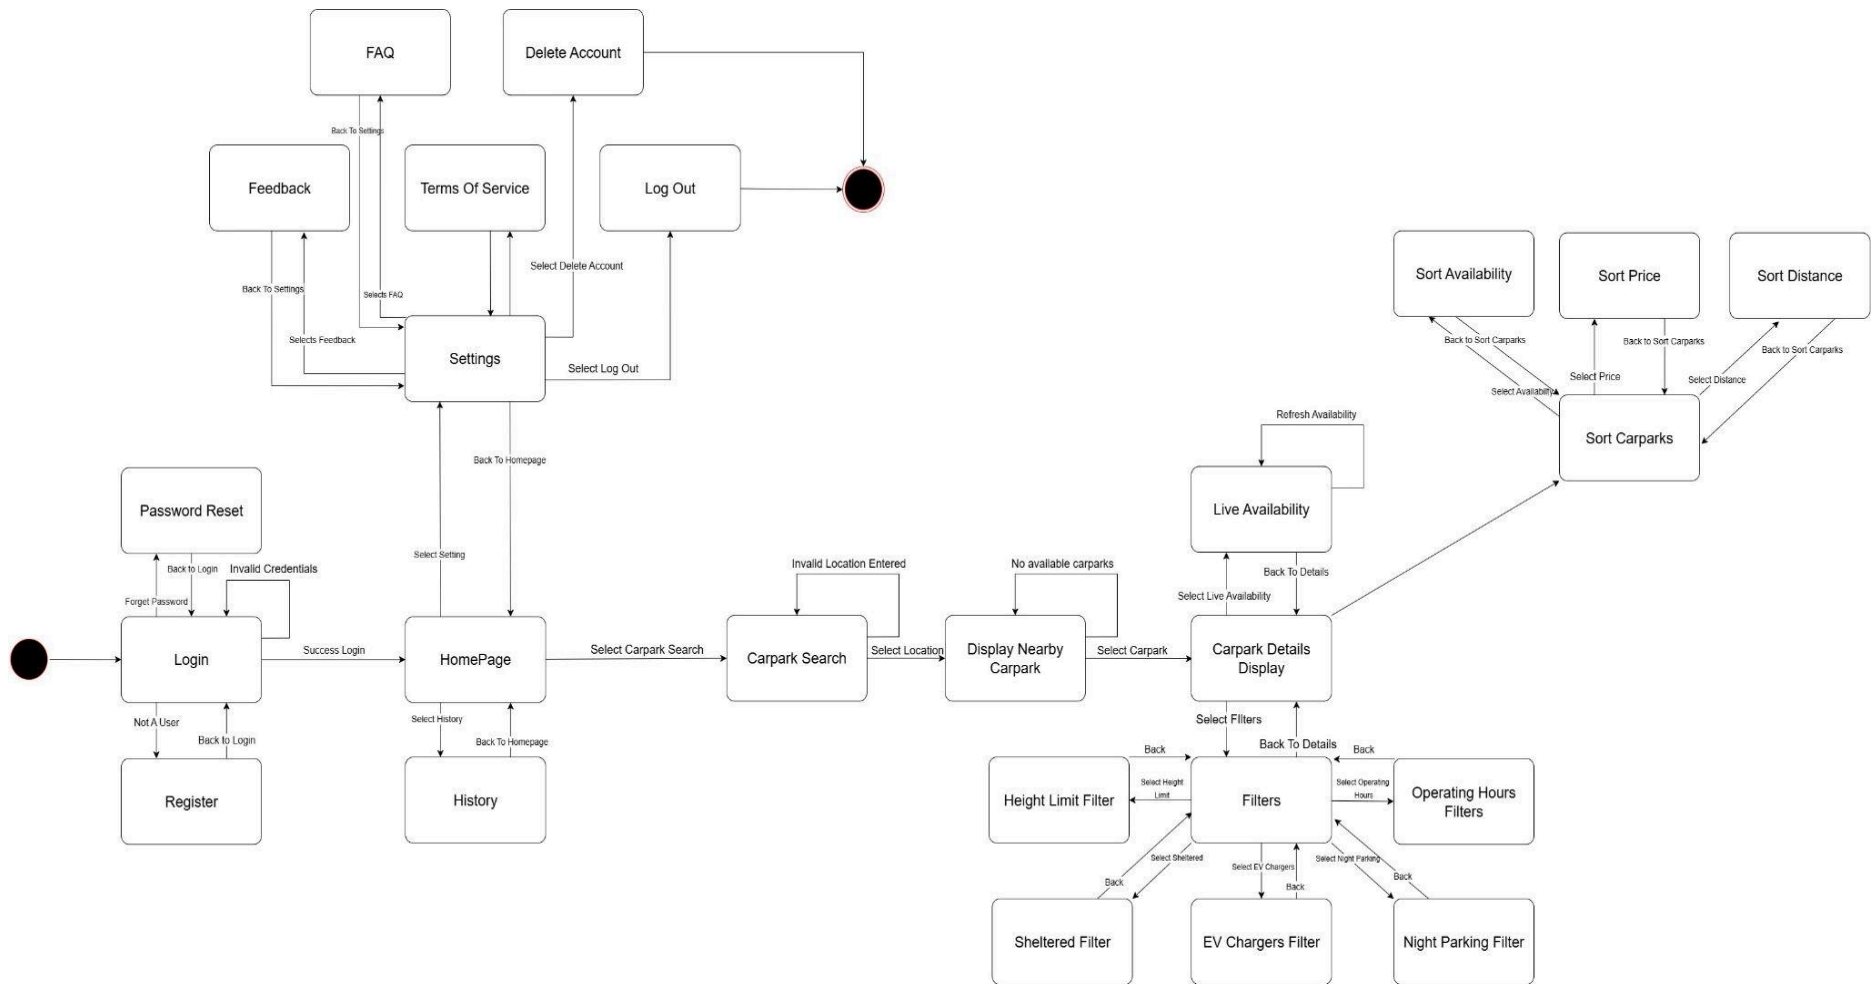 FAQ
Delete Account
Back To Settings
Feedback
Terms Of Service
Log Out
Select Delete Account
Back To Settings
Selects FAQ
Selects Feedback
Settings
Select Log Out
Sort Availability
Sort Price
Sort Distance
Back to Sort Carparks
Back to Sort Carparks
Back to Sort Carparks
Select Price
Select Distance
Select Availability
Sort Carparks
Refresh Availability
Back To Homepage
Password Reset
Live Availability
Select Setting
Back to Login
Invalid Credentials
Forget Password
Invalid Location Entered
No available carparks
Back To Details
Select Live Availability
Login
Success Login
HomePage
Select Carpark Search
Carpark Search
Select Location
Display Nearby
Carpark
Select Carpark
Carpark Details
Display
Not A User
Back to Login
Select History
Back To Homepage
Select FIlters
Back To Details
Register
History
Back
Back
Height Limit Filter
Select Height
Limit
Filters
Select Operating
Hours
Operating Hours
Filters
Select Sheltered
Back
Select EV Chargers
Back
Select Night Parking
Back
Sheltered Filter
EV Chargers Filter
Night Parking Filter